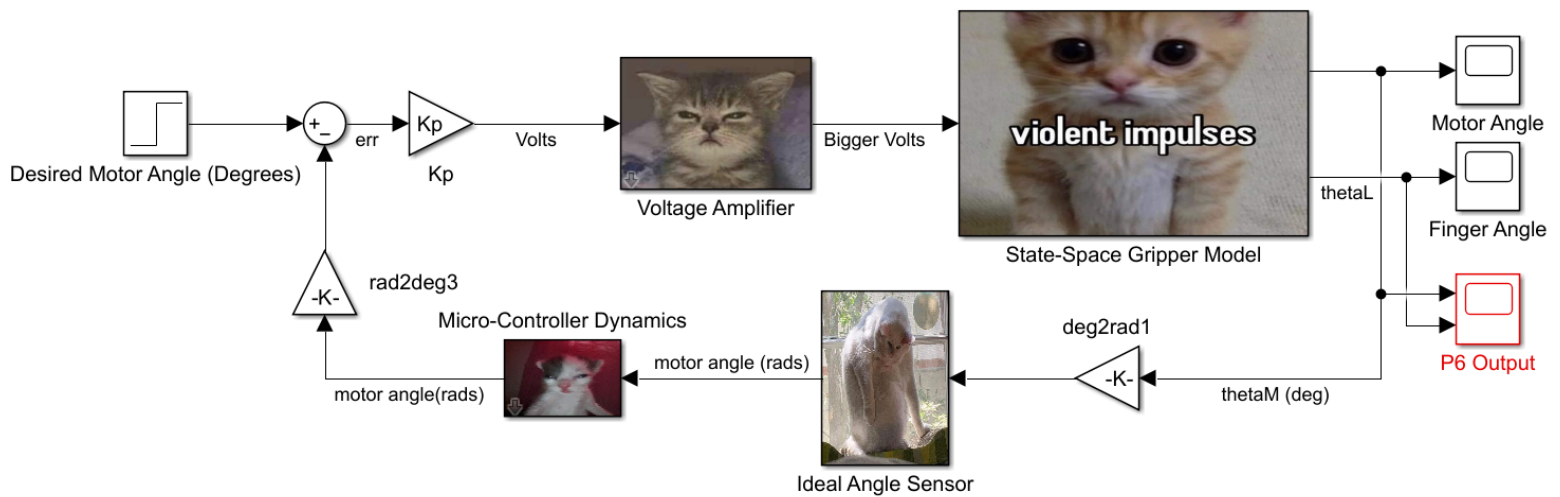 Desired Motor Angle (Degrees)
+
_
err
Kp
Kp
Volts
Voltage Amplifier
Bigger Volts
violent impulses
State-Space Gripper Model
thetaL
Motor Angle
Finger Angle
P6 Output
rad2deg3
-K-
Micro-Controller Dynamics
motor angle(rads)
motor angle (rads)
Ideal Angle Sensor
deg2rad1
-K-
thetaM (deg)